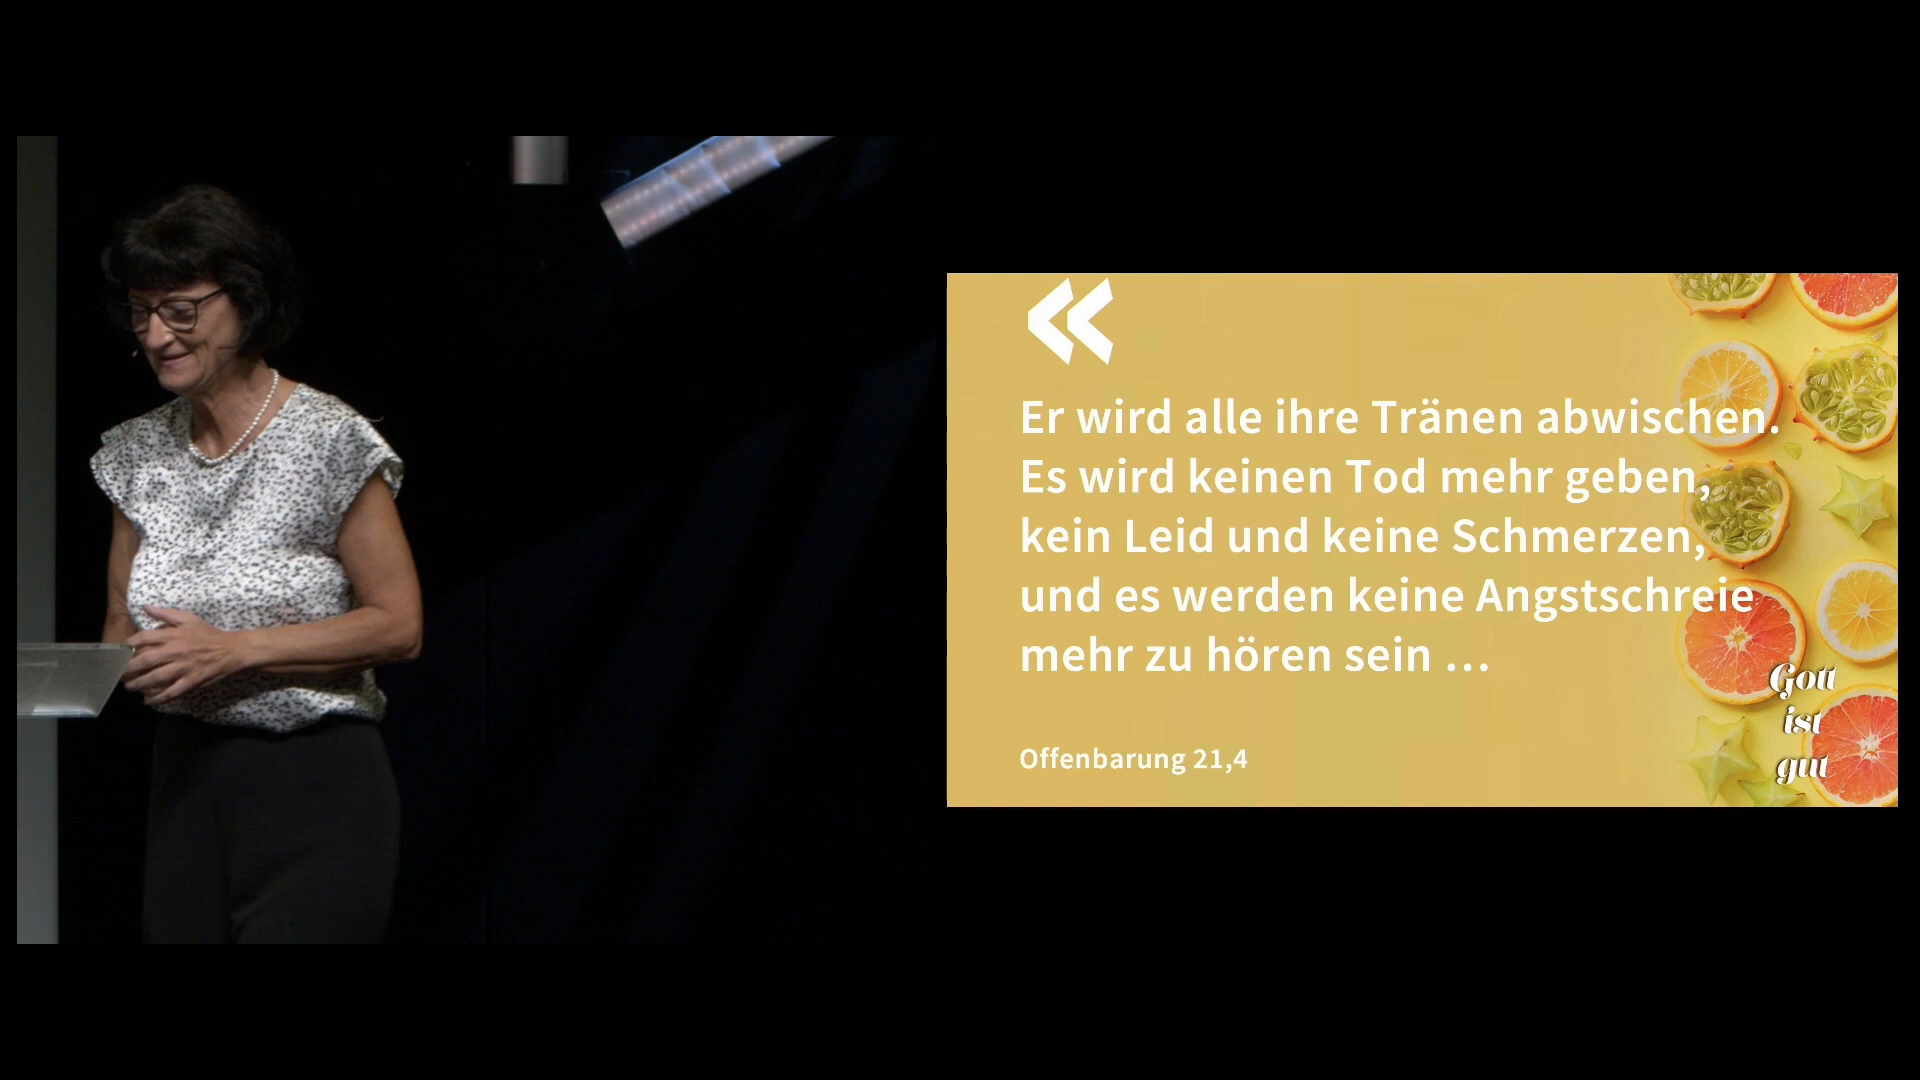 «
Er wird alle ihre Tränen abwischen.
Es wird keinen Tod mehr geben,
kein Leid und keine Schmerzen,
und es werden keine Angstschreie
mehr zu hören sein …
Offenbarung 21,4
Gott
ist
gut